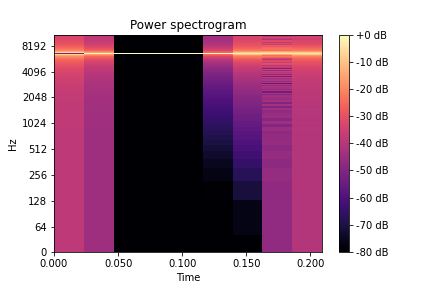 Power spectrogram
8192
4096
2048
1024
512
256
128
64
0
Hz
0.000 0.050 0.100 0.150 0.200
Time
+0 dB
-10 dB
-20 dB
-30 dB
-40 dB
-50 dB
-60 dB
-70 dB
-80 dB